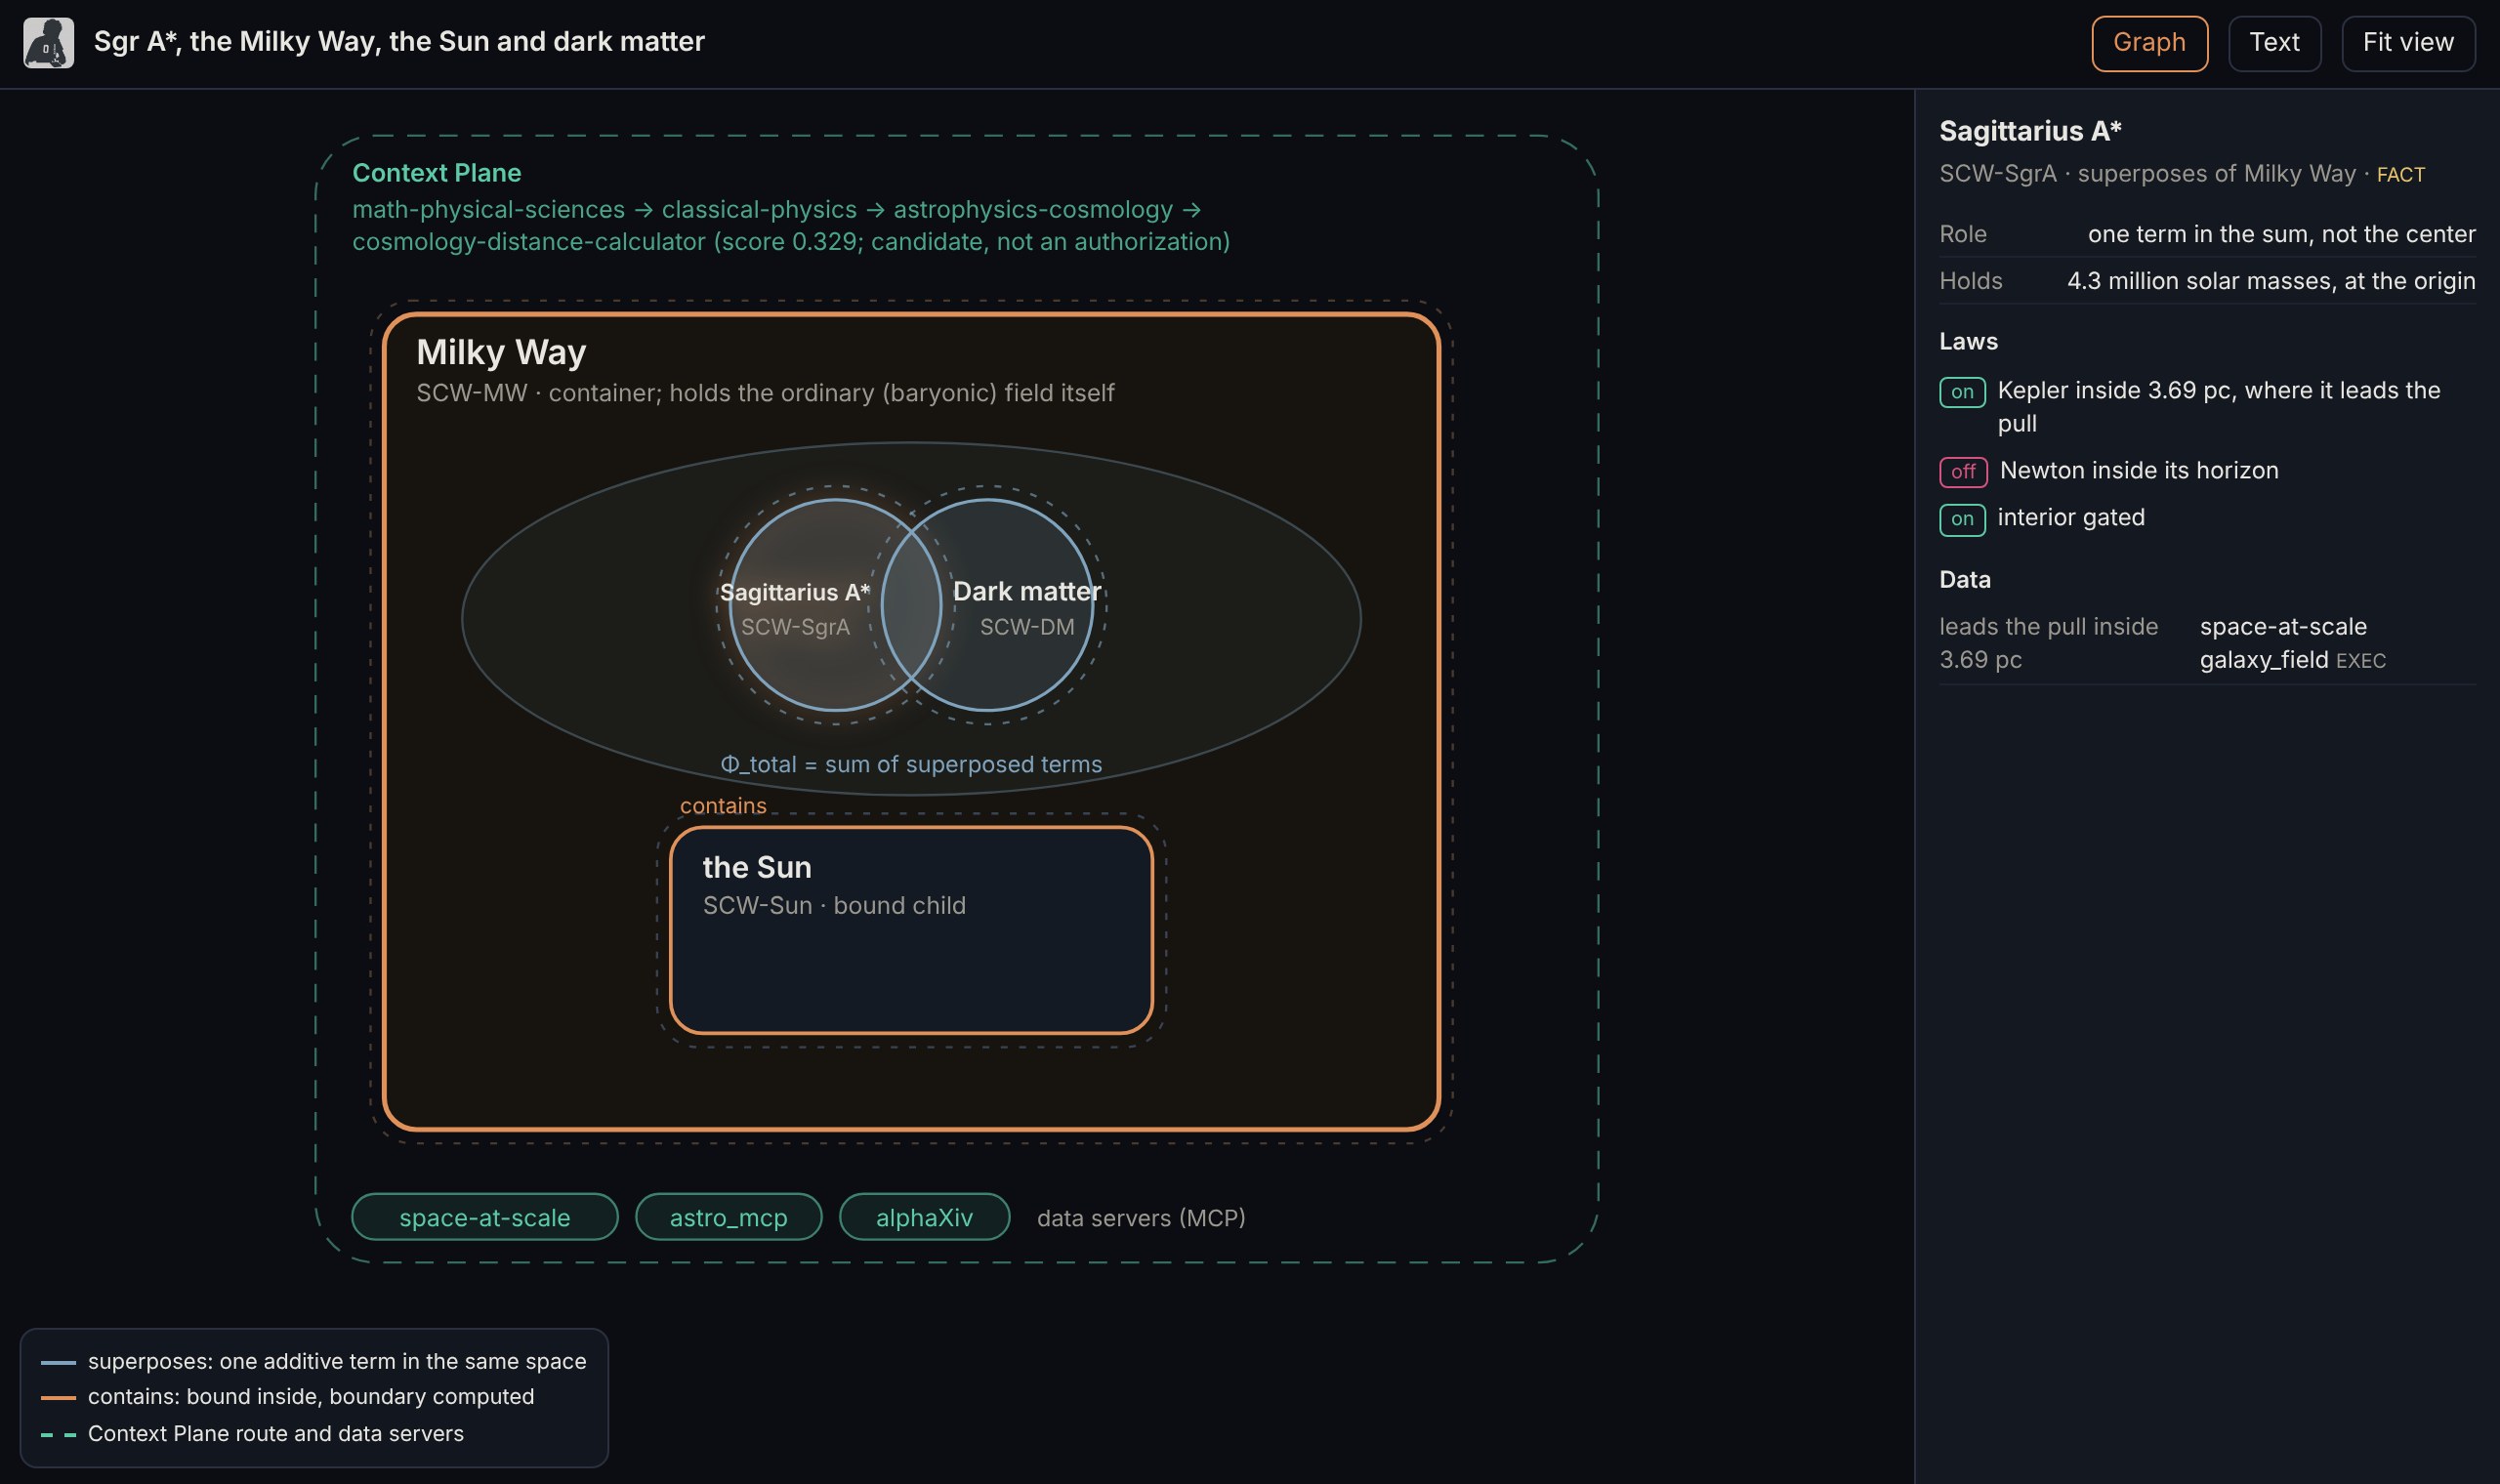 Sgr A*, the Milky Way, the Sun and dark matter
Graph
Text
Fit view
Context Plane
math-physical-sciences → classical-physics → astrophysics-cosmology →
cosmology-distance-calculator (score 0.329; candidate, not an authorization)
Milky Way
SCW-MW · container; holds the ordinary (baryonic) field itself
Sagittarius A*
SCW-SgrA
Dark matter
SCW-DM
Φ_total = sum of superposed terms
contains
the Sun
SCW-Sun · bound child
space-at-scale
astro_mcp
alphaXiv
data servers (MCP)
superposes: one additive term in the same space
contains: bound inside, boundary computed
Context Plane route and data servers
Sagittarius A*
SCW-SgrA · superposes of Milky Way · FACT
Role one term in the sum, not the center
Holds 4.3 million solar masses, at the origin
Laws
on Kepler inside 3.69 pc, where it leads the
pull
off Newton inside its horizon
on interior gated
Data
leads the pull inside space-at-scale
3.69 pc galaxy_field EXEC